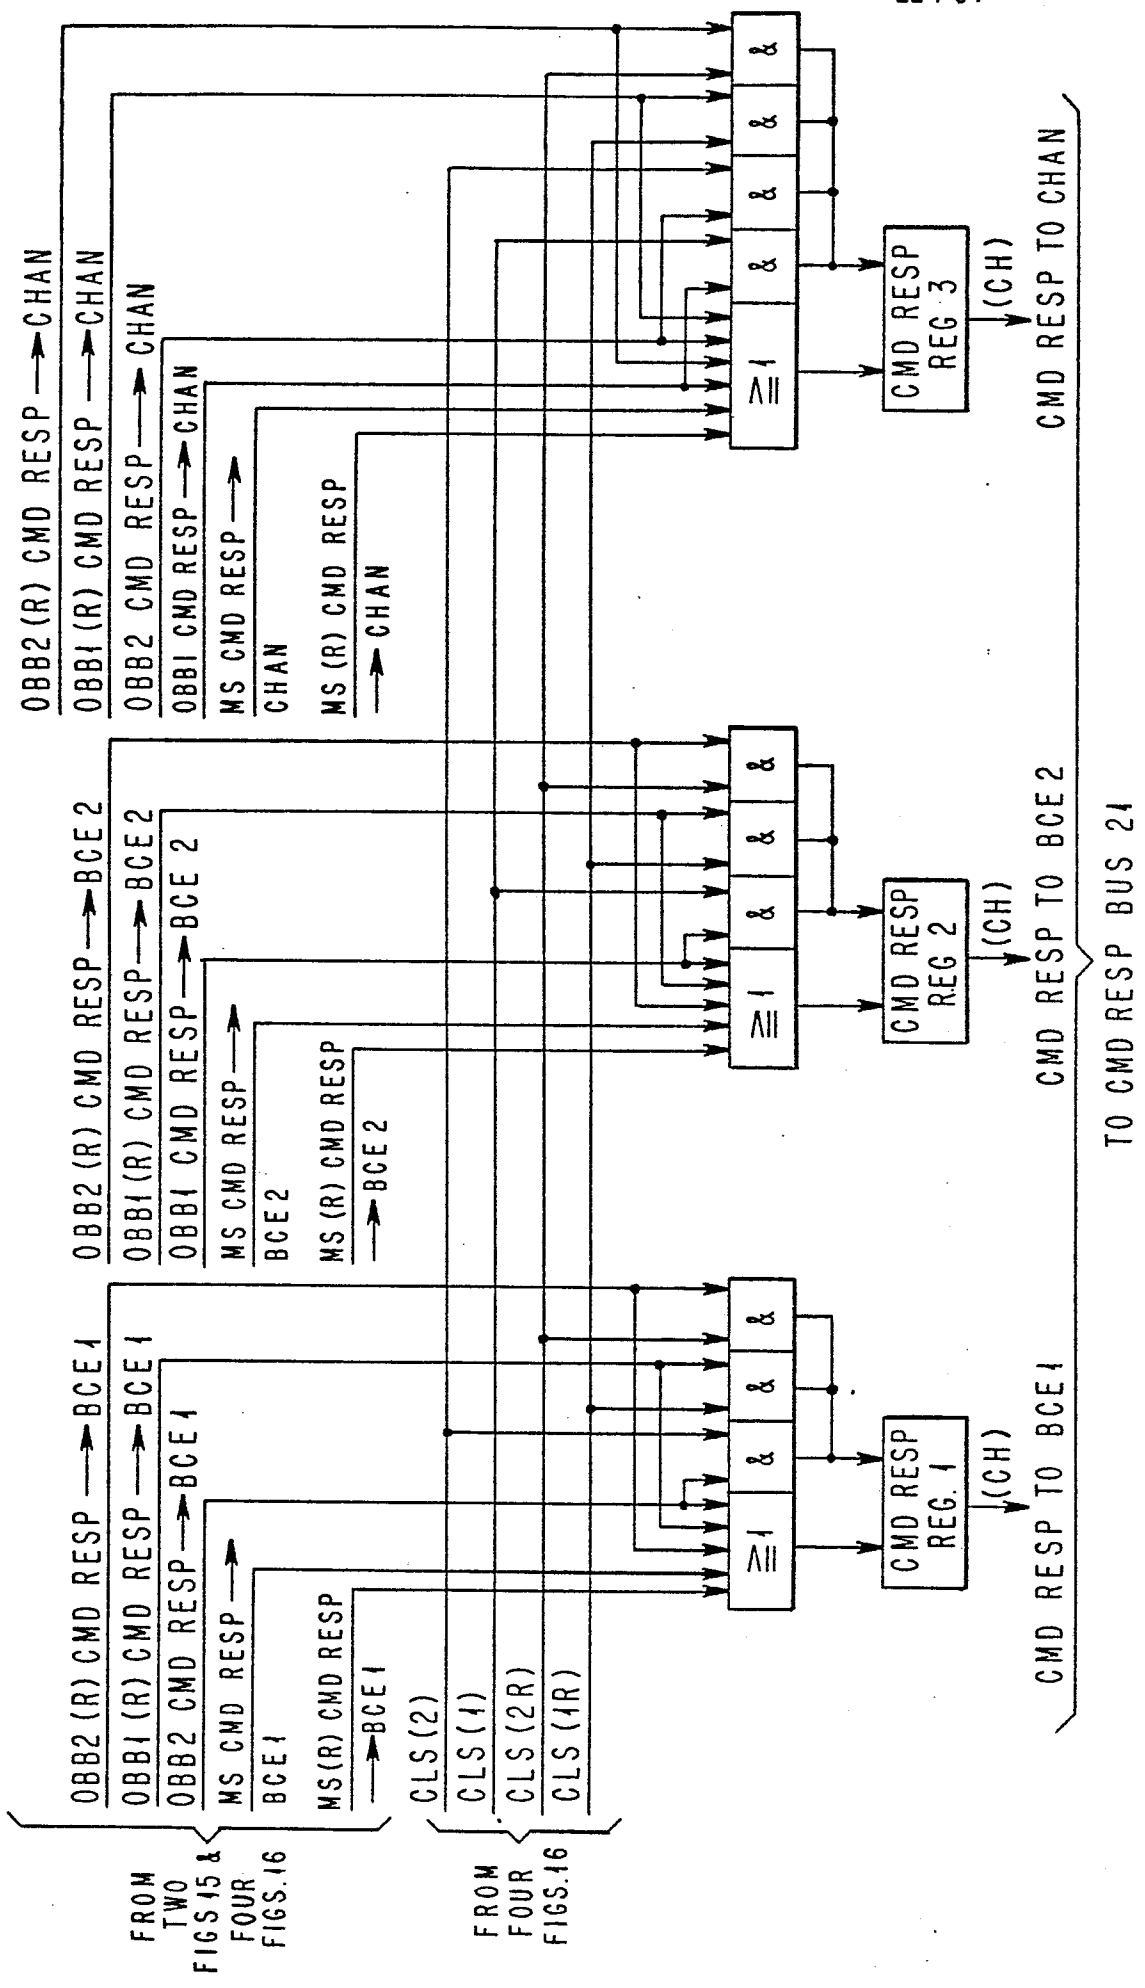 OBB2 (R) CMD RESP → BCE1
OBB1 (R) CMD RESP → BCE1
OBB2 CMD RESP → BCE1
MS CMD RESP →
BCE1
MS(R) CMD RESP
→ BCE1
FROM
TWO
FIGS 15 &
FOUR
FIGS.16
OBB2 (R) CMD RESP → BCE2
OBB1 (R) CMD RESP → BCE2
OBB1 CMD RESP → BCE 2
MS CMD RESP →
BCE2
MS (R) CMD RESP
→ BCE2
OBB2 (R) CMD RESP → CHAN
OBB1 (R) CMD RESP → CHAN
OBB2 CMD RESP → CHAN
OBB1 CMD RESP → CHAN
MS CMD RESP →
CHAN
MS (R) CMD RESP
→ CHAN
CLS (2)
CLS (1)
CLS (2R)
CLS (1R)
FROM
FOUR
FIGS.16
≥1
&
&
&
≥1
&
&
&
≥1
&
&
&
&
CMD RESP
REG. 1
CMD RESP
REG 2
CMD RESP
REG 3
(CH)
(CH)
(CH)
CMD RESP TO BCE1
CMD RESP TO BCE2
CMD RESP TO CHAN
TO CMD RESP BUS 21